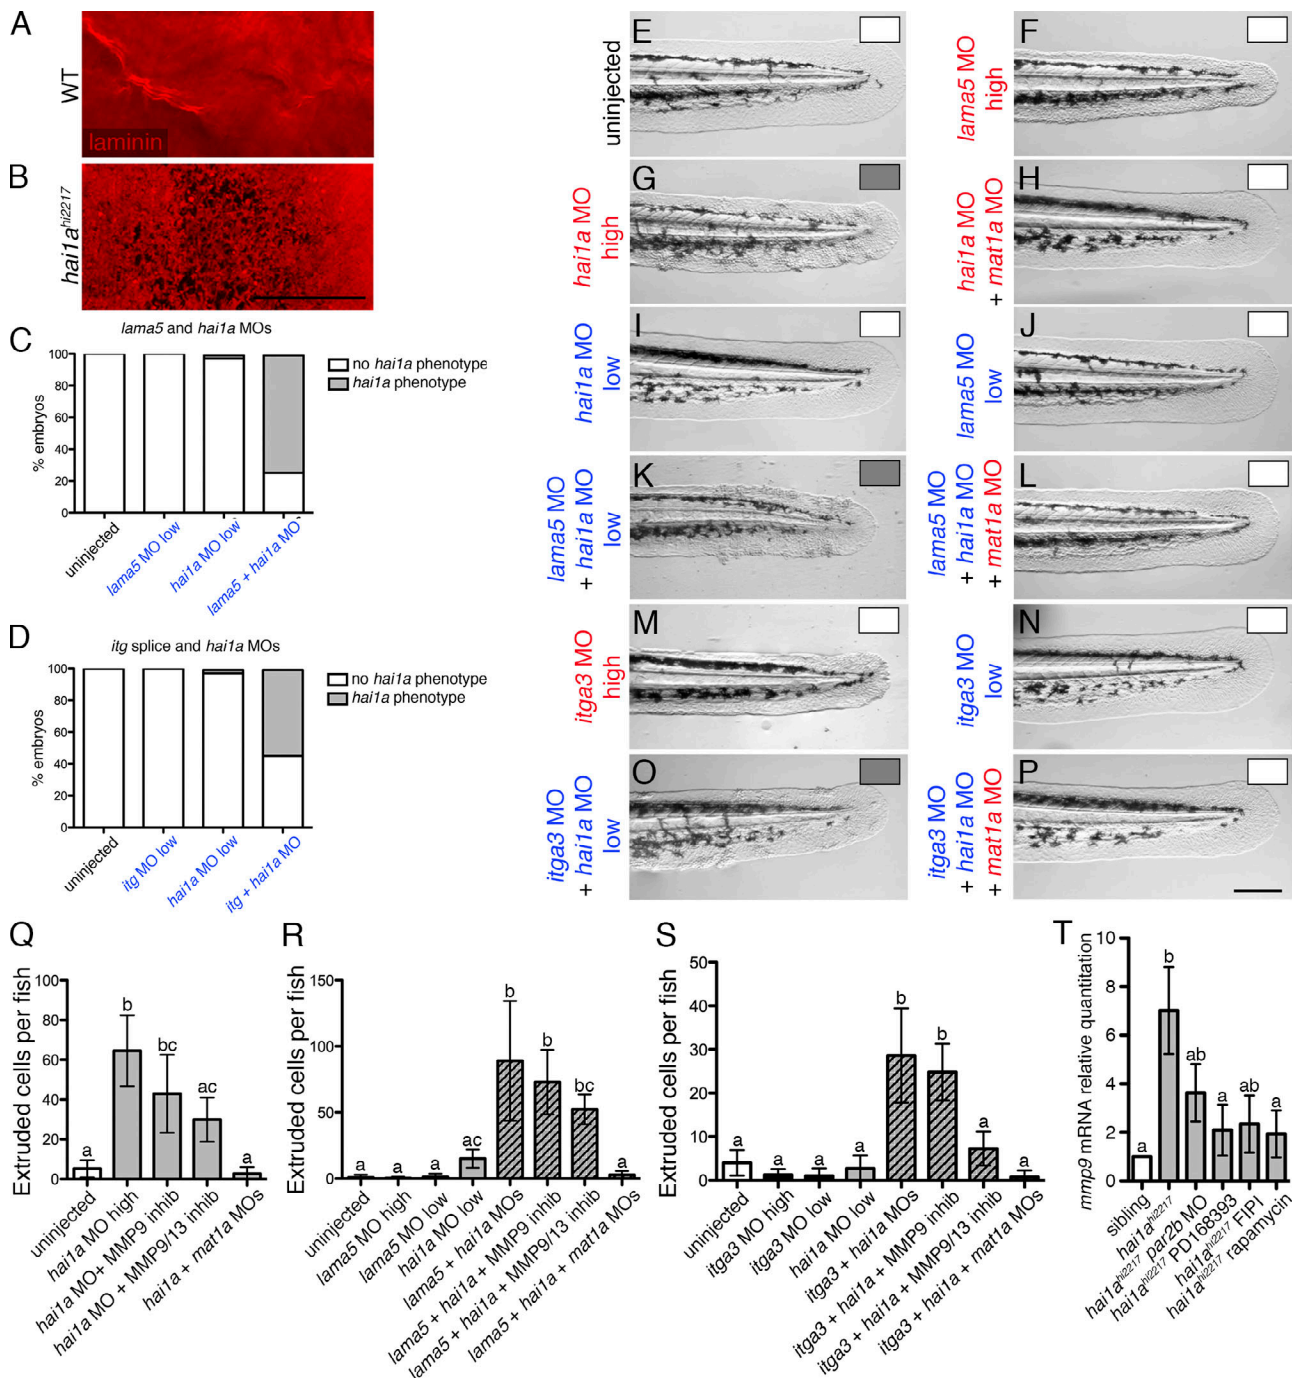 A
WT
laminin
B
hai1a^hi2217
C
lama5 and hai1a MOs
% embryos
100
80
60
40
20
0
no hai1a phenotype
hai1a phenotype
uninjected
lama5 MO low
hai1a MO low
lama5 + hai1a MO
D
itg splice and hai1a MOs
% embryos
100
80
60
40
20
0
no hai1a phenotype
hai1a phenotype
uninjected
itg MO low
hai1a MO low
itg + hai1a MO
E
uninjected
F
lama5 MO
high
G
hai1a MO
high
H
hai1a MO
+ mat1a MO
I
hai1a MO
low
J
lama5 MO
low
K
lama5 MO
+ hai1a MO
low
L
lama5 MO
+ hai1a MO
+ mat1a MO
M
itga3 MO
high
N
itga3 MO
low
O
itga3 MO
+ hai1a MO
low
P
itga3 MO
+ hai1a MO
+ mat1a MO
Q
Extruded cells per fish
100
80
60
40
20
0
a
b
bc
ac
a
uninjected
hai1a MO high
hai1a MO+ MMP9 inhib
hai1a MO + MMP9/13 inhib
hai1a + mat1a MOs
R
Extruded cells per fish
150
100
50
0
a
a
a
ac
b
b
bc
a
uninjected
lama5 MO high
lama5 MO low
hai1a MO low
lama5 + hai1a MOs
lama5 + hai1a + MMP9 inhib
lama5 + hai1a + MMP9/13 inhib
lama5 + hai1a + mat1a MOs
S
Extruded cells per fish
50
40
30
20
10
0
a
a
a
a
b
b
a
a
uninjected
itga3 MO high
itga3 MO low
hai1a MO low
itga3 + hai1a MOs
itga3 + hai1a + MMP9 inhib
itga3 + hai1a + MMP9/13 inhib
itga3 + hai1a + mat1a MOs
T
mmp9 mRNA relative quantitation
10
8
6
4
2
0
a
b
ab
a
ab
a
sibling
hai1a^hi2217
hai1a^hi2217 par2b MO
hai1a^hi2217 PD168393
hai1a^hi2217 FIPI
hai1a^hi2217 rapamycin